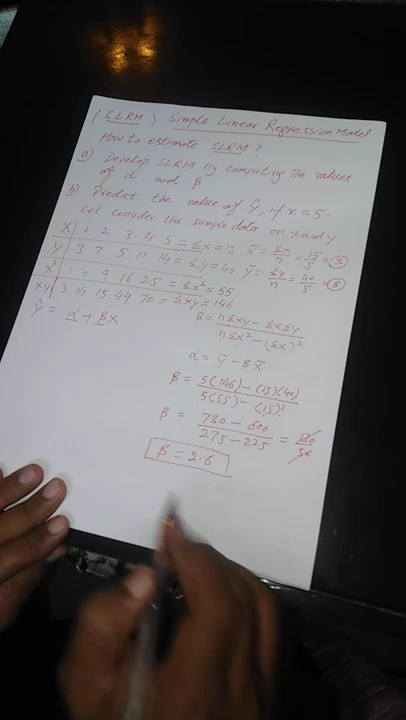 (SLRM) Simple Linear Regression Model
How to estimate SLRM?
a) Develop SLRM by computing the values
of α and β
b) Predict the value of Ŷ, if x = 5.
Let consider the sample data on x and y
X | 1 2 3 4 5 = Σx = 15 x̄ = Σx/n = 15/5 = 3
Y | 3 7 5 11 14 = Σy = 40 ȳ = Σy/n = 40/5 = 8
X² | 1 4 9 16 25 = Σx² = 55
XY | 3 14 15 44 70 = Σxy = 146
Ŷ = α + βX
β = nΣxy - ΣxΣy / nΣx² - (Σx)²
α = Ȳ - βX̄
β = 5(146) - (15)(40) / 5(55) - (15)²
β = 730 - 600 / 275 - 225 = 130/50
β = 2.6